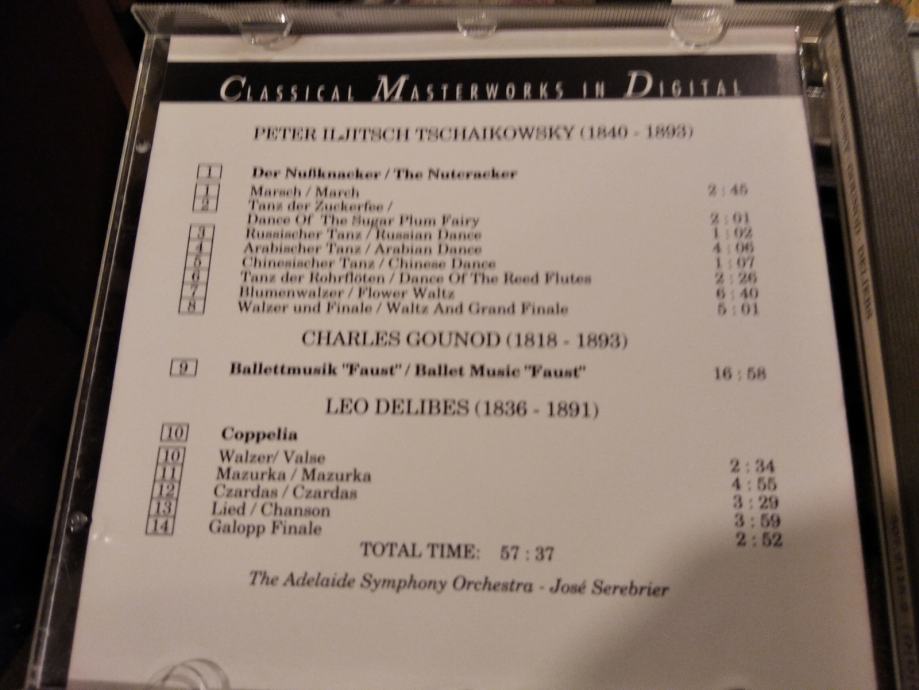 CLASSICAL MASTERWORKS IN DIGITAL
PETER ILJITSCH TSCHAIKOWSKY (1840 - 1893)
1 Der Nußknacker / The Nutcracker
1 Marsch / March 2 : 45
2 Tanz der Zuckerfee /
Dance Of The Sugar Plum Fairy 2 : 01
3 Russischer Tanz / Russian Dance 1 : 02
4 Arabischer Tanz / Arabian Dance 4 : 06
5 Chinesischer Tanz / Chinese Dance 1 : 07
6 Tanz der Rohrflöten / Dance Of The Reed Flutes 2 : 26
7 Blumenwalzer / Flower Waltz 6 : 40
8 Walzer und Finale / Waltz And Grand Finale 5 : 01
CHARLES GOUNOD (1818 - 1893)
9 Ballettmusik "Faust" / Ballet Music "Faust" 16 : 58
LEO DELIBES (1836 - 1891)
10 Coppelia
10 Walzer/ Valse 2 : 34
11 Mazurka / Mazurka 4 : 55
12 Czardas / Czardas 3 : 29
13 Lied / Chanson 3 : 59
14 Galopp Finale 2 : 52
TOTAL TIME: 57 : 37
The Adelaide Symphony Orchestra - José Serebrier